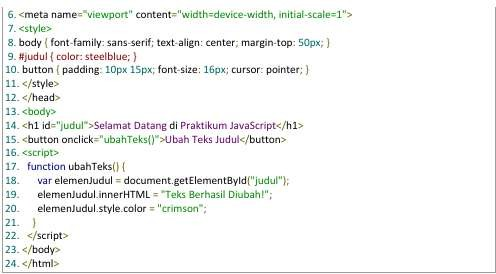 6. <meta name="viewport" content="width=device-width, initial-scale=1">
7. <style>
8. body { font-family: sans-serif; text-align: center; margin-top: 50px; }
9. #judul { color: steelblue; }
10. button { padding: 10px 15px; font-size: 16px; cursor: pointer; }
11. </style>
12. </head>
13. <body>
14. <h1 id="judul">Selamat Datang di Praktikum JavaScript</h1>
15. <button onclick="ubahTeks()">Ubah Teks Judul</button>
16. <script>
17. function ubahTeks() {
18. var elemenJudul = document.getElementById("judul");
19. elemenJudul.innerHTML = "Teks Berhasil Diubah!";
20. elemenJudul.style.color = "crimson";
21. }
22. </script>
23. </body>
24. </html>